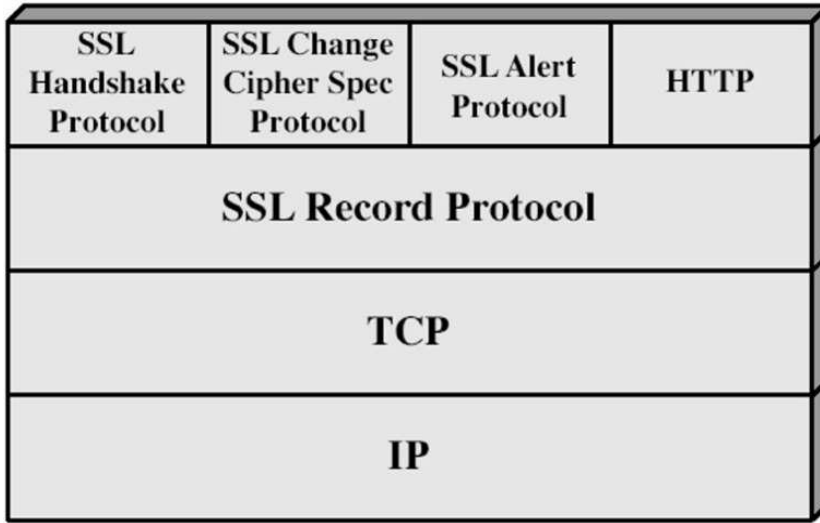 SSL
Handshake
Protocol
SSL Change
Cipher Spec
Protocol
SSL Alert
Protocol
HTTP
SSL Record Protocol
TCP
IP